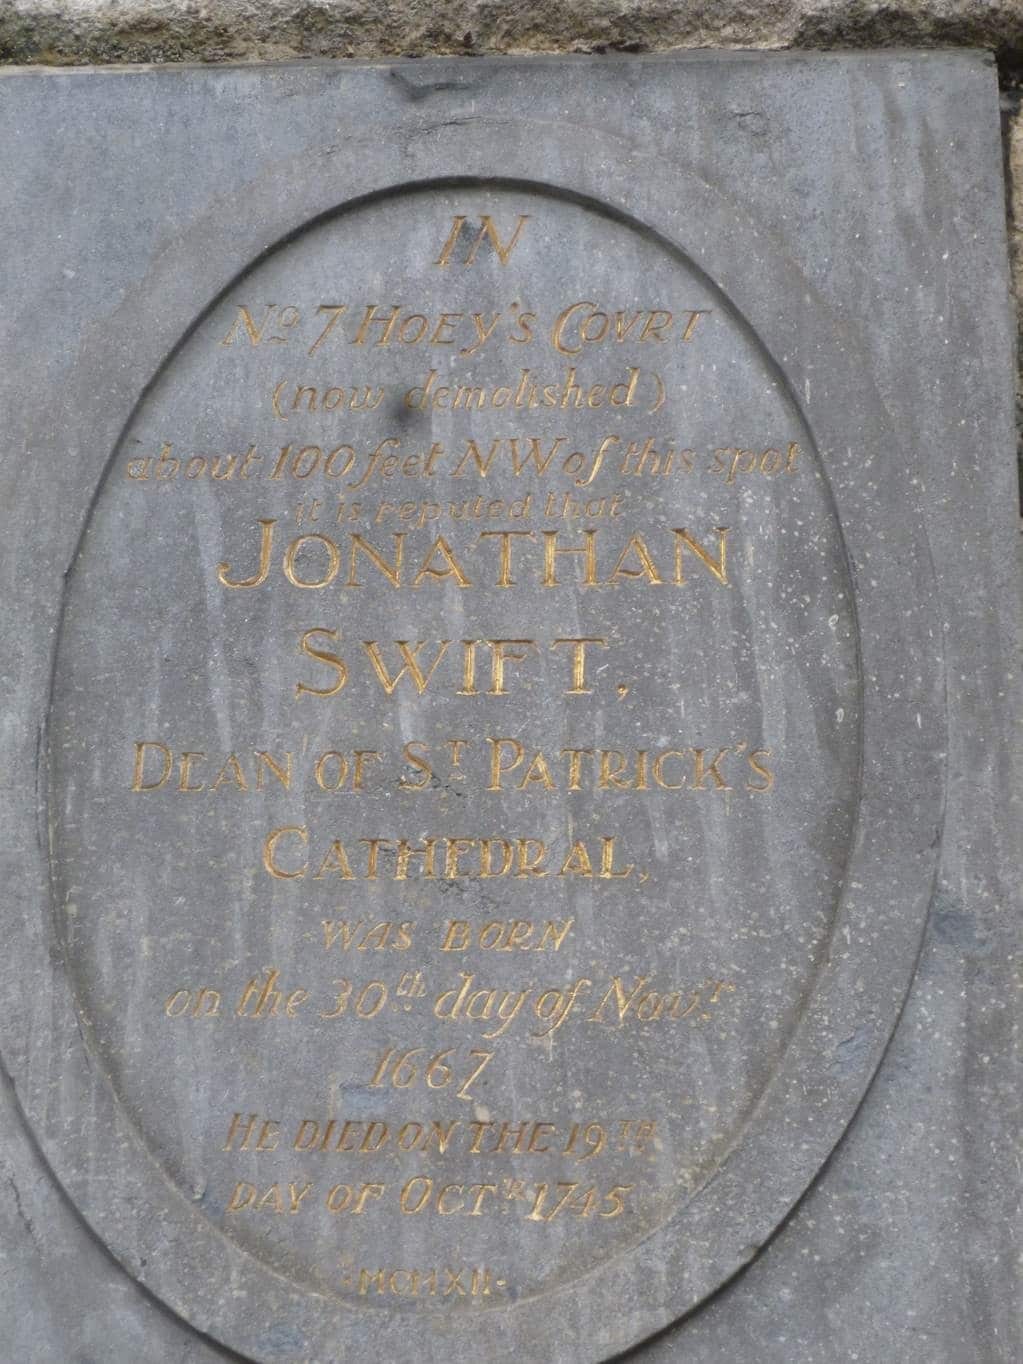 IN
No 7 HOEY'S COVRT
(now demolished)
about 100 feet NW of this spot
it is reputed that
JONATHAN
SWIFT,
DEAN OF ST PATRICK'S
CATHEDRAL,
WAS BORN
on the 30th day of Novr
1667
HE DIED ON THE 19TH
DAY OF OCTR 1745
·MCMXII·